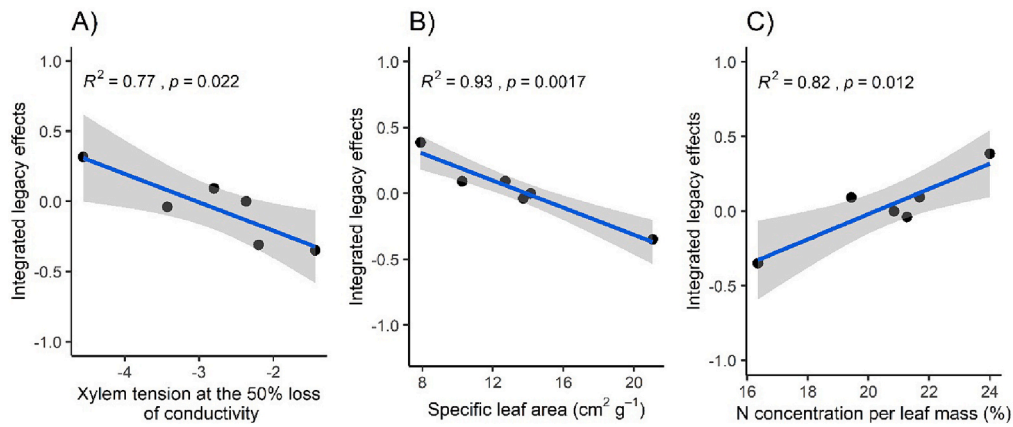 A)
R² = 0.77 , p = 0.022
Integrated legacy effects
1.0
0.5
0.0
-0.5
-1.0
-4
-3
-2
Xylem tension at the 50% loss
of conductivity
B)
R² = 0.93 , p = 0.0017
Integrated legacy effects
1.0
0.5
0.0
-0.5
-1.0
8
12
16
20
Specific leaf area (cm² g⁻¹)
C)
R² = 0.82 , p = 0.012
Integrated legacy effects
1.0
0.5
0.0
-0.5
-1.0
16
18
20
22
24
N concentration per leaf mass (%)